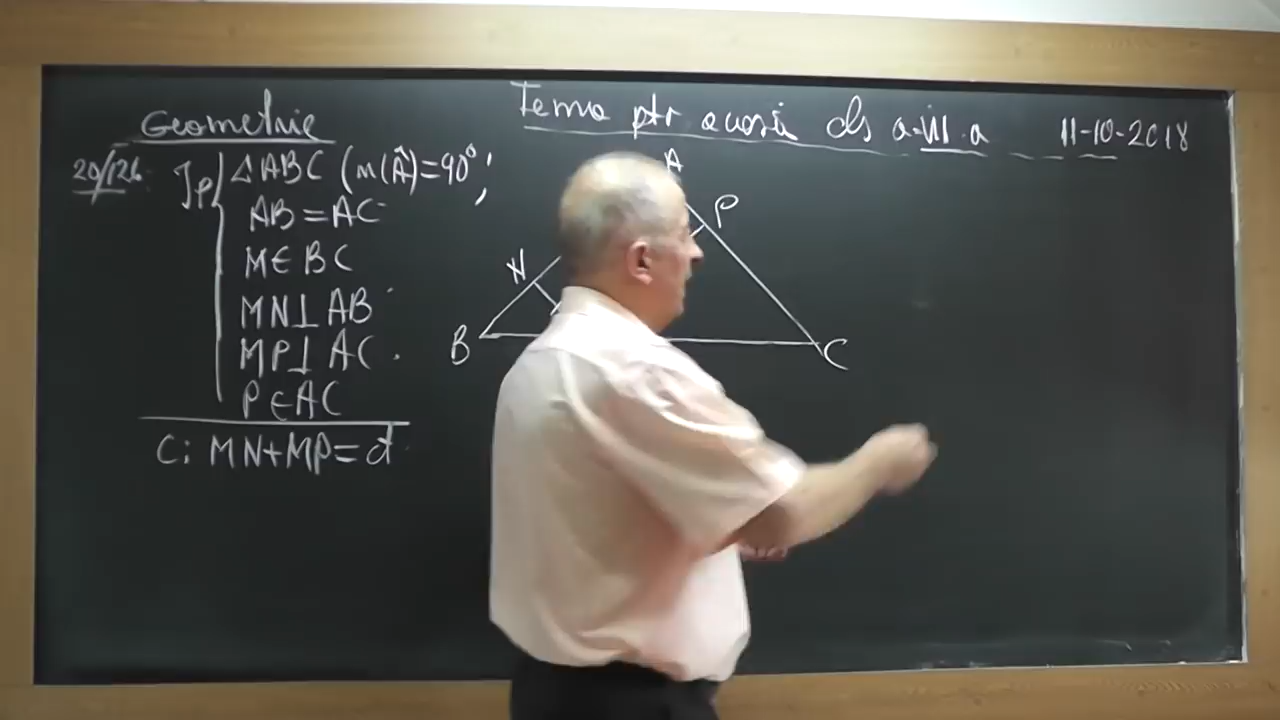 Geometrie
Tema ptr acasă cls a-VII-a 11-10-2018
20/126. Ip ΔABC (m(Â)=90°;
AB = AC
M∈BC
MN⊥AB
MP⊥AC.
P∈AC
C: MN+MP=ct
A
P
N
B
C